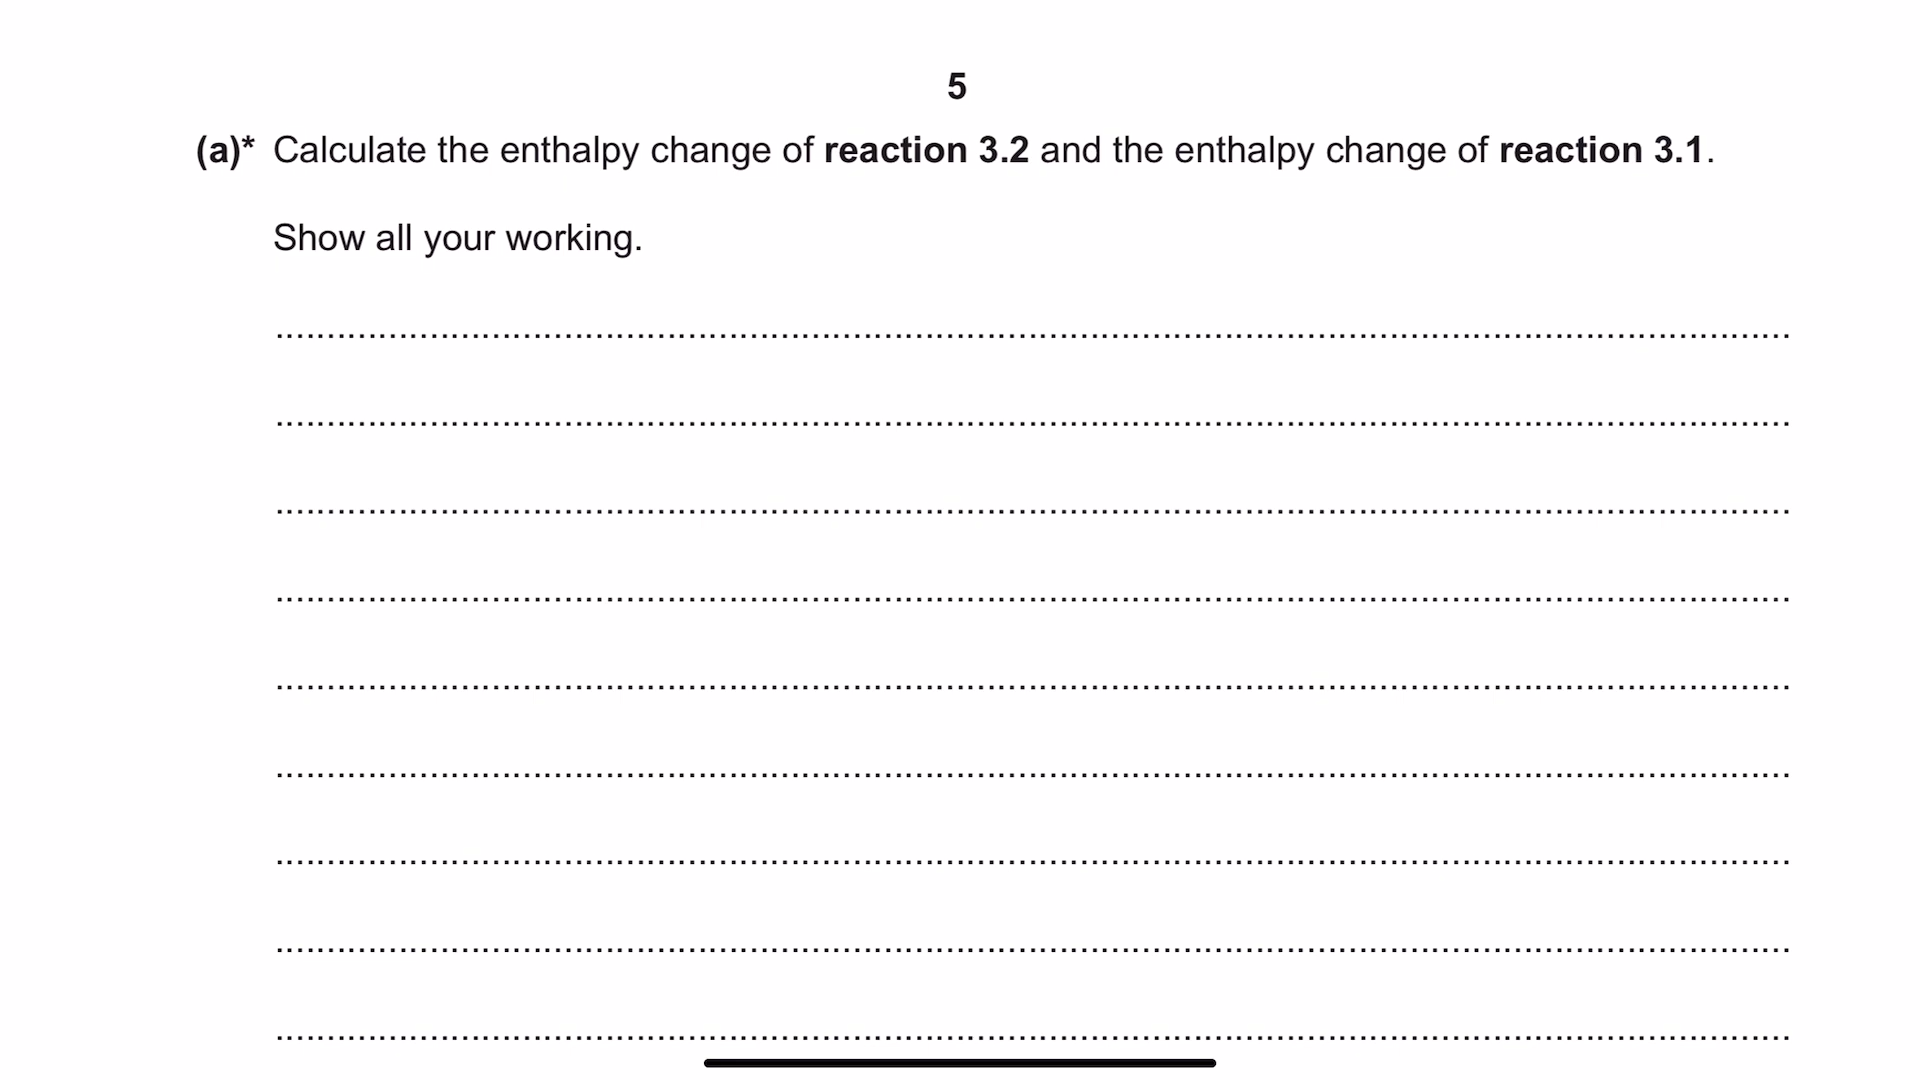 5
(a)* Calculate the enthalpy change of reaction 3.2 and the enthalpy change of reaction 3.1.
Show all your working.